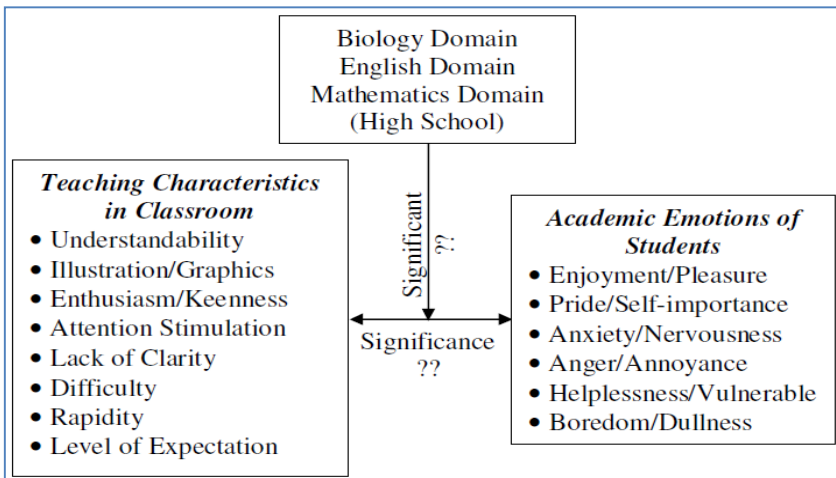 Biology Domain
English Domain
Mathematics Domain
(High School)
Teaching Characteristics
in Classroom
• Understandability
• Illustration/Graphics
• Enthusiasm/Keenness
• Attention Stimulation
• Lack of Clarity
• Difficulty
• Rapidity
• Level of Expectation
Significant
??
Significance
??
Academic Emotions of
Students
• Enjoyment/Pleasure
• Pride/Self-importance
• Anxiety/Nervousness
• Anger/Annoyance
• Helplessness/Vulnerable
• Boredom/Dullness